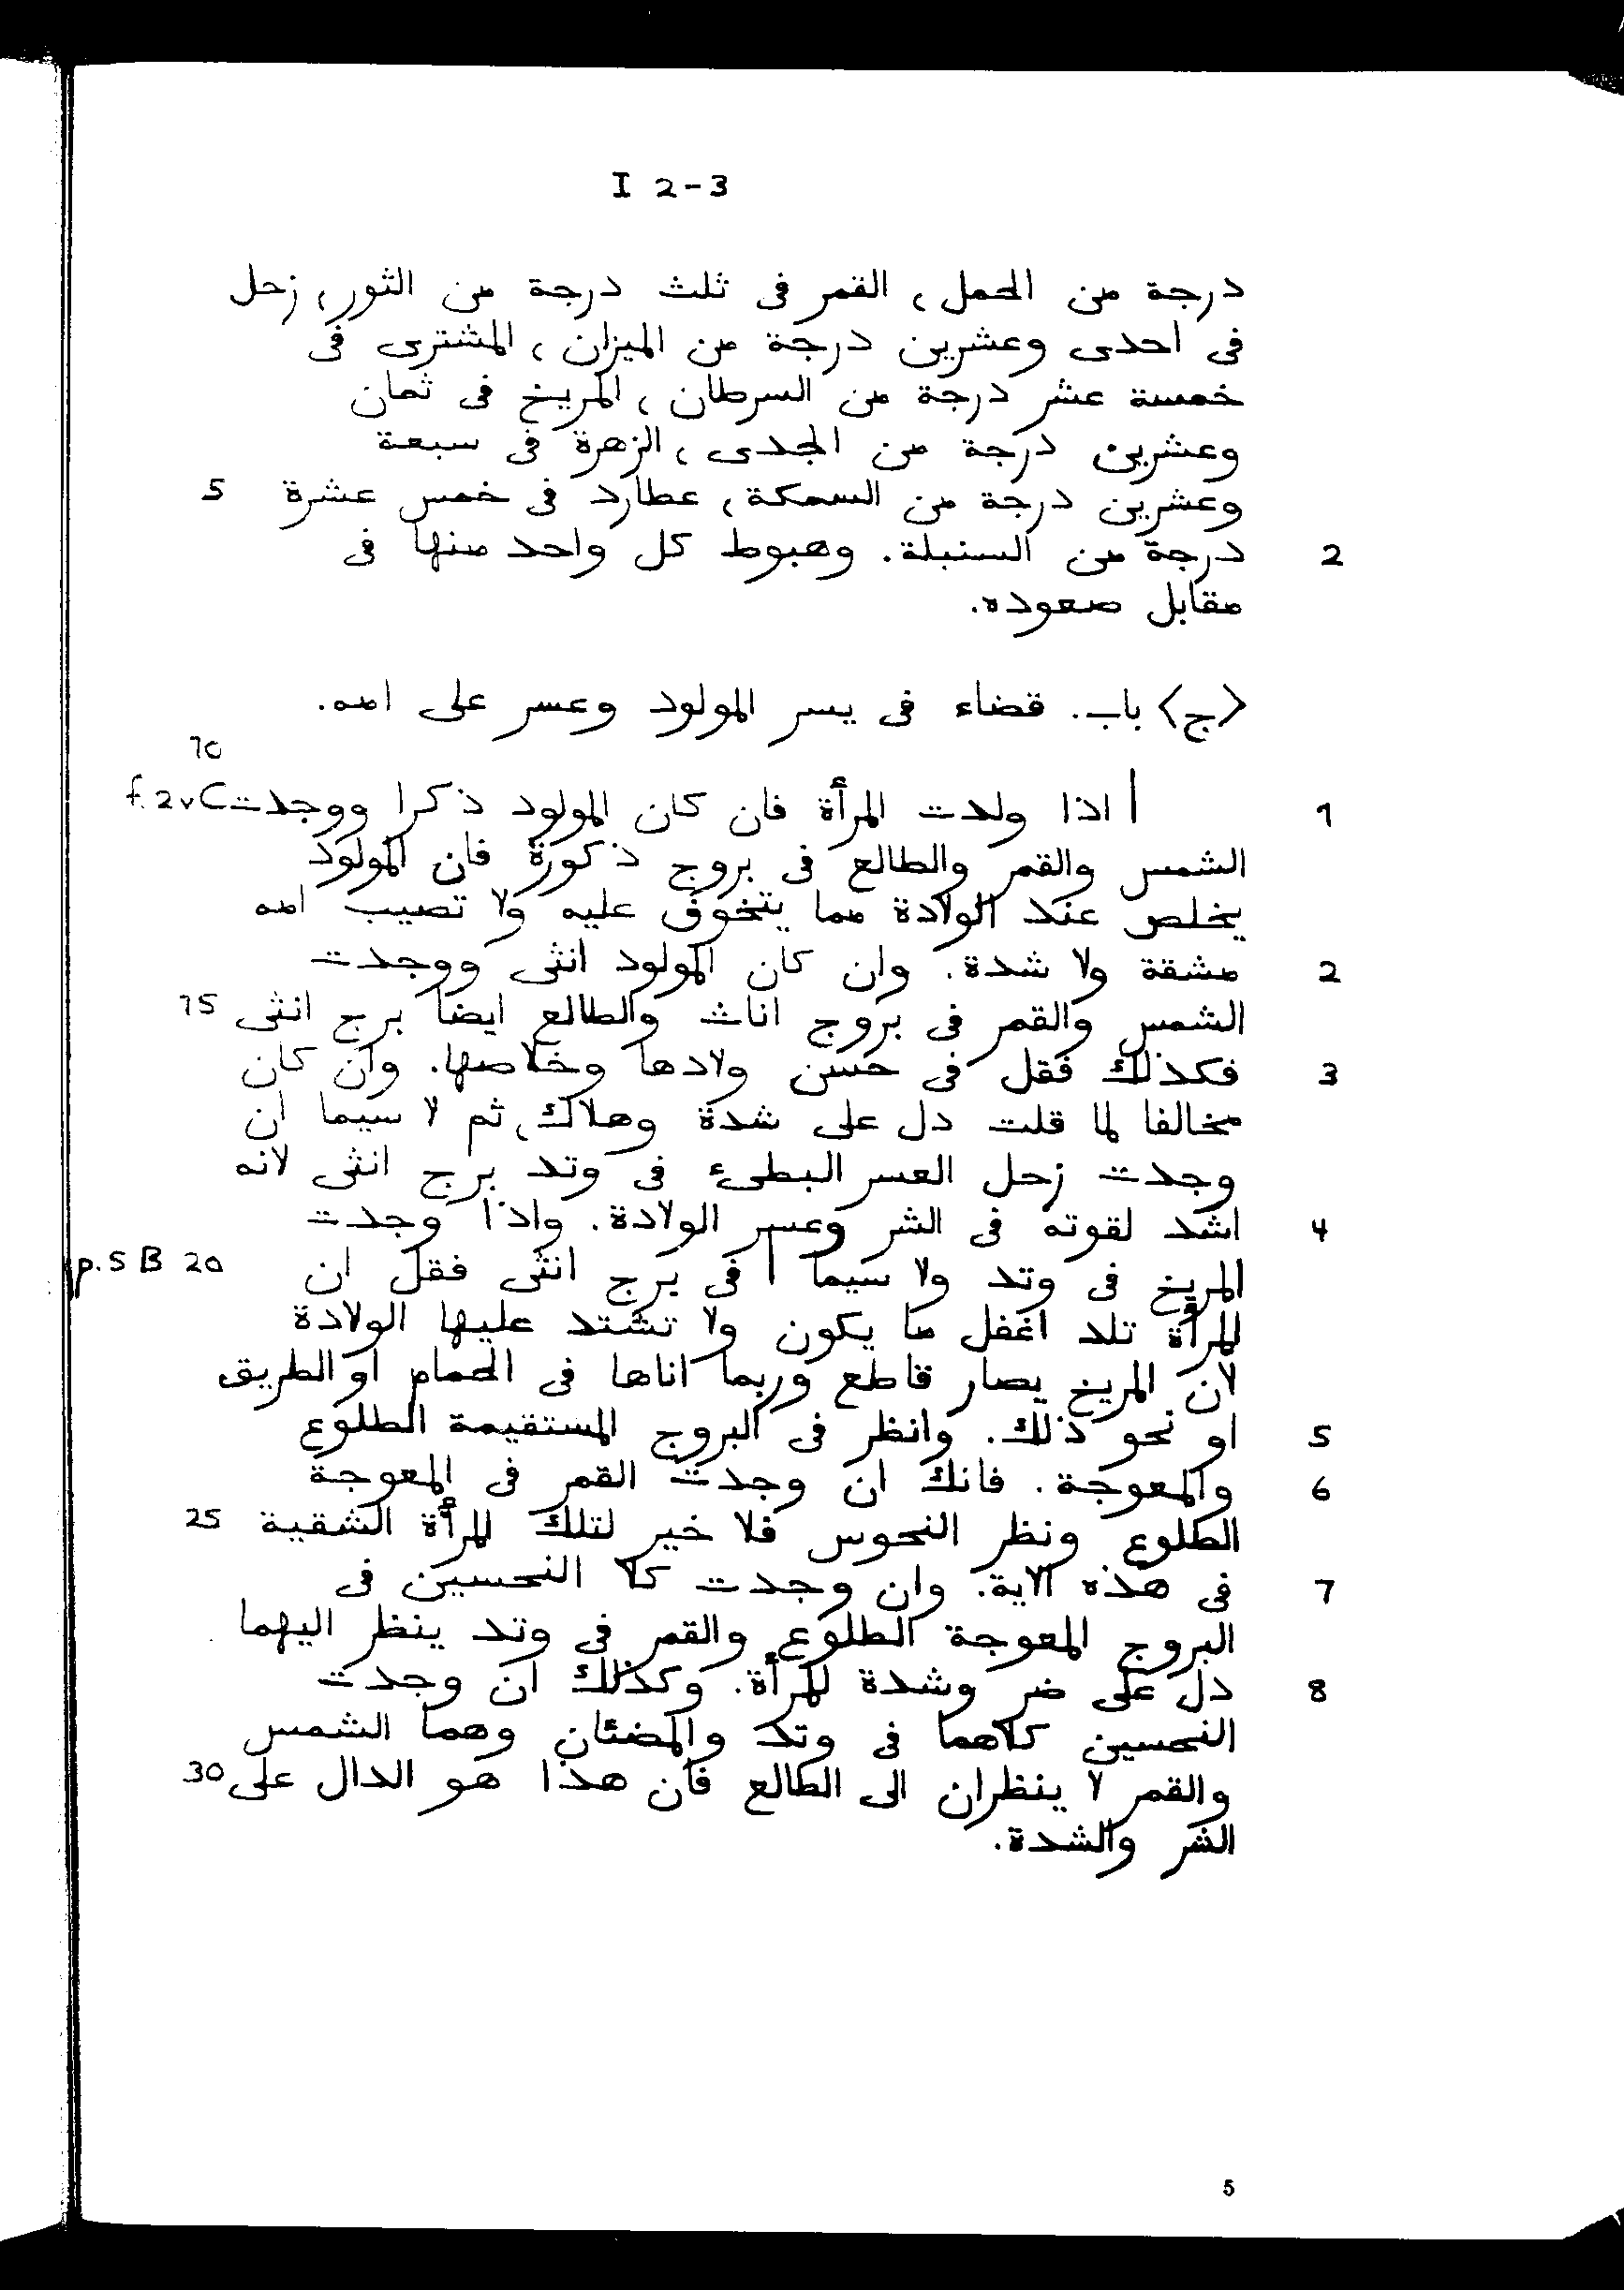 I 2-3
درجة من الحمل، القمر فى ثلث درجة من الثور، زحل
فى احدى وعشرين درجة من الميزان، المشترى فى
خمسة عشر درجة من السرطان، المريخ فى ثمان
وعشرين درجة من الجدى، الزهرة فى سبعة
وعشرين درجة من السمكة، عطارد فى خمس عشرة 5
2 درجة من السنبلة. وهبوط كل واحد منها فى
مقابل صعوده.
<ج> باب. قضاء فى يسر المولود وعسر على امه.
10
1 | اذا ولدت المرأة فان كان المولود ذكرا ووجدت f. 2v C
الشمس والقمر والطالع فى بروج ذكورة فان المولود
يخلص عند الولادة مما يتخوف عليه ولا تصيب امه
2 مشقة ولا شدة. وان كان المولود انثى ووجدت
الشمس والقمر فى بروج اناث والطالع ايضا برج انثى 15
3 فكذلك فقل فى حسن ولادها وخلاصها. وان كان
مخالفا لما قلت دل على شدة وهلاك، ثم لا سيما ان
وجدت زحل العسر البطىء فى وتد برج انثى لانه
4 اشد لقوته فى الشر وعسر الولادة. واذا وجدت
المريخ فى وتد ولا سيما | فى برج انثى فقل ان p. 5 B 20
المرأة تلد اغفل ما يكون ولا تشتد عليها الولادة
لان المريخ يصار قاطع وربما اتاها فى الحمام او الطريق
5 او نحو ذلك. وانظر فى البروج المستقيمة الطلوع
6 والمعوجة. فانك ان وجدت القمر فى المعوجة
الطلوع ونظر النحوس فلا خير لتلك المرأة الشقية 25
7 فى هذه الاية. وان وجدت كلا النحسين فى
البروج المعوجة الطلوع والقمر فى وتد ينظر اليهما
8 دل على ضر وشدة للمرأة. وكذلك ان وجدت
النحسين كلاهما فى وتد والمضئان وهما الشمس
والقمر لا ينظران الى الطالع فان هذا هو الدال على 30
الشر والشدة.
5